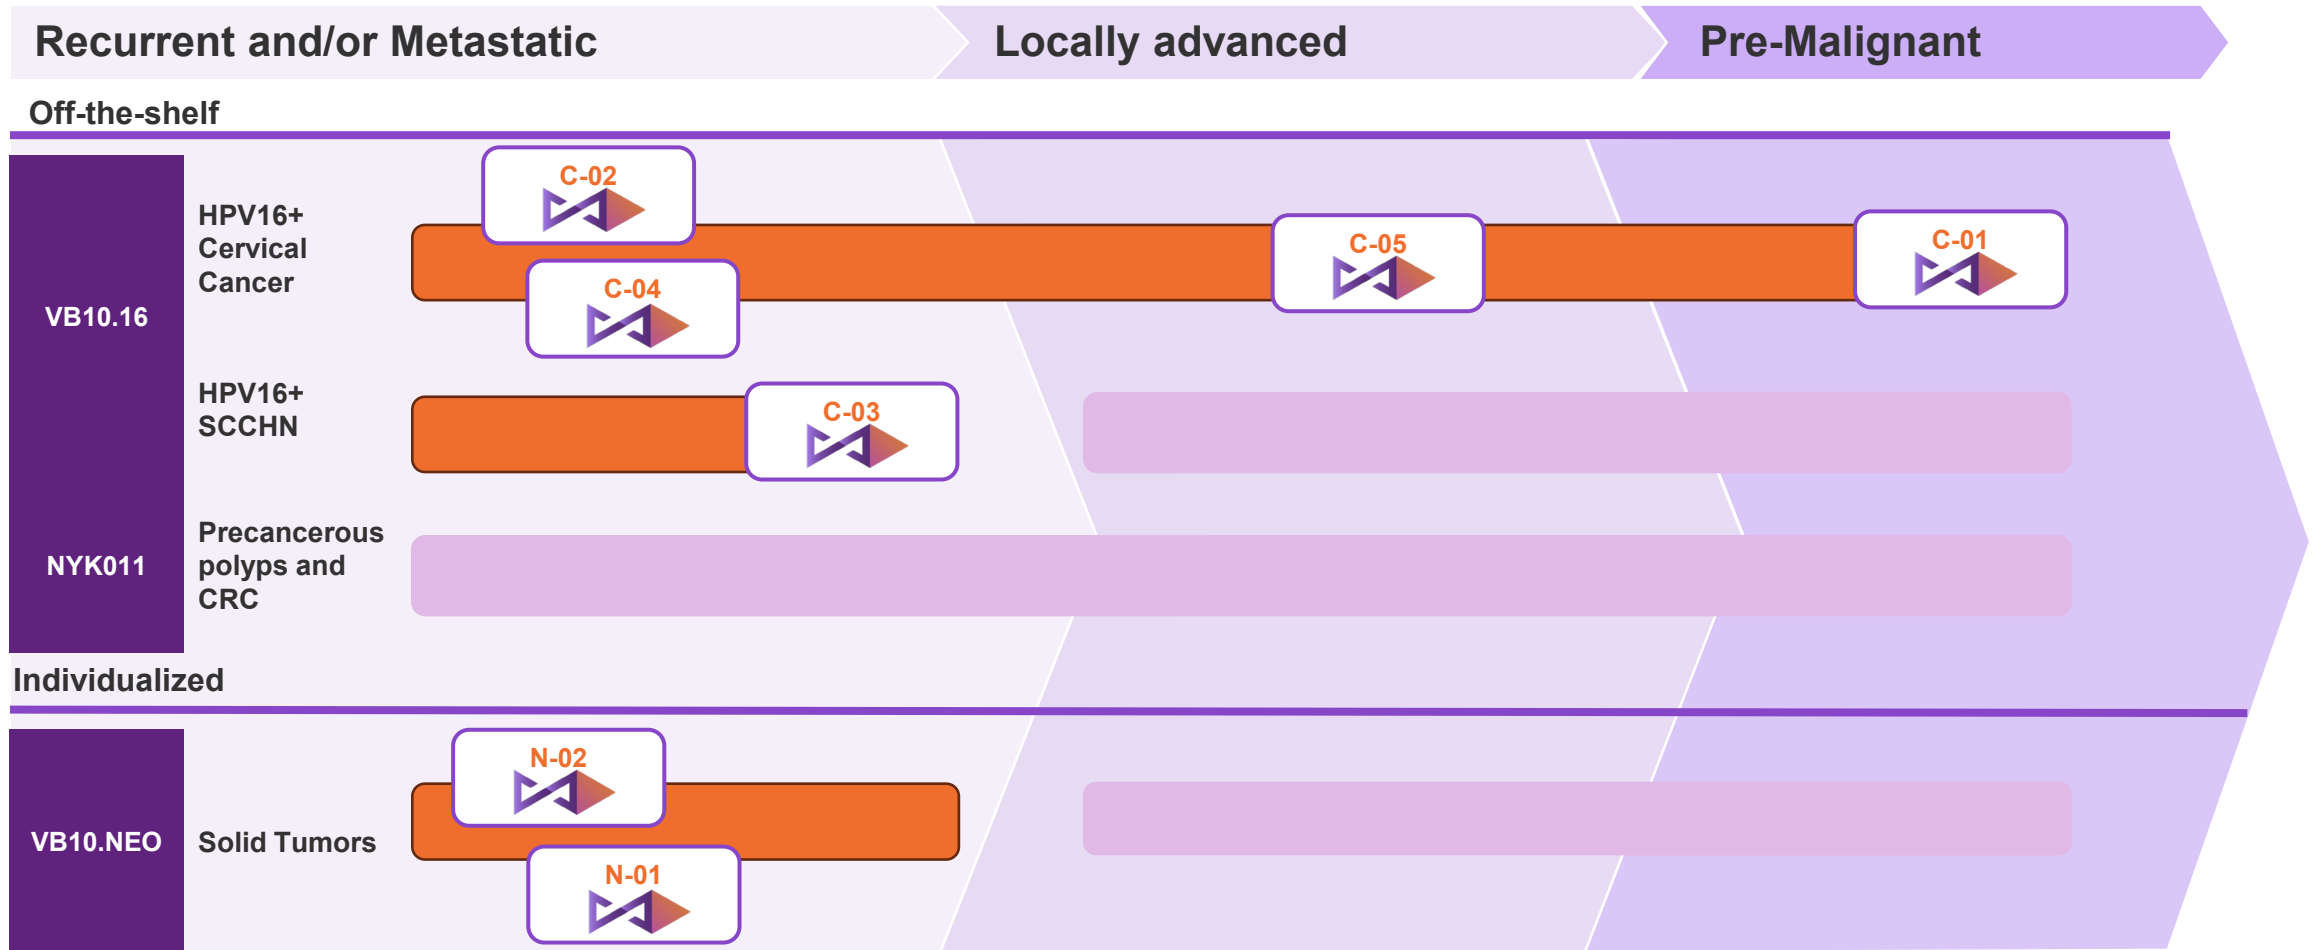 Recurrent and/or Metastatic
Locally advanced
Pre-Malignant
Off-the-shelf
VB10.16
HPV16+
Cervical
Cancer
C-02
C-04
C-05
C-01
HPV16+
SCCHN
C-03
NYK011
Precancerous
polyps and
CRC
Individualized
VB10.NEO
Solid Tumors
N-02
N-01